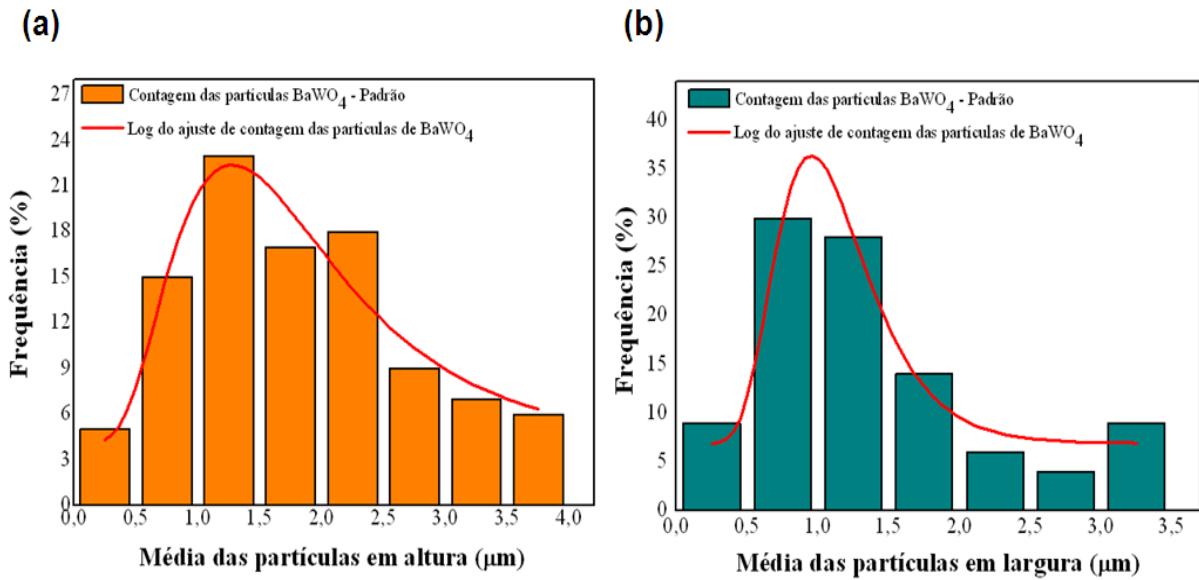 (a)
27
24
21
18
15
12
9
6
3
0
Frequência (%)
Contagem das partículas BaWO₄ - Padrão
Log do ajuste de contagem das partículas de BaWO₄
0,0 0,5 1,0 1,5 2,0 2,5 3,0 3,5 4,0
Média das partículas em altura (μm)
(b)
40
35
30
25
20
15
10
5
0
Frequência (%)
Contagem das partículas BaWO₄ - Padrão
Log do ajuste de contagem das partículas de BaWO₄
0,0 0,5 1,0 1,5 2,0 2,5 3,0 3,5
Média das partículas em largura (μm)